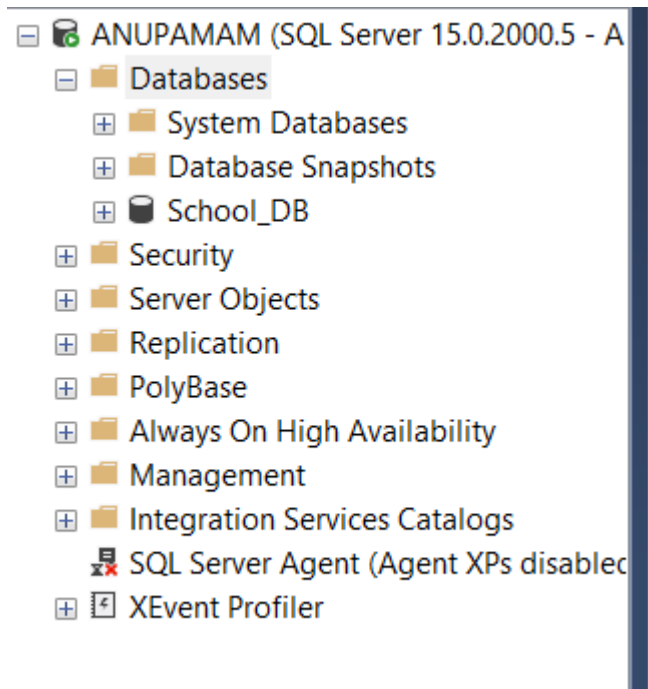 ANUPAMAM (SQL Server 15.0.2000.5 - A
Databases
System Databases
Database Snapshots
School_DB
Security
Server Objects
Replication
PolyBase
Always On High Availability
Management
Integration Services Catalogs
SQL Server Agent (Agent XPs disabled
XEvent Profiler